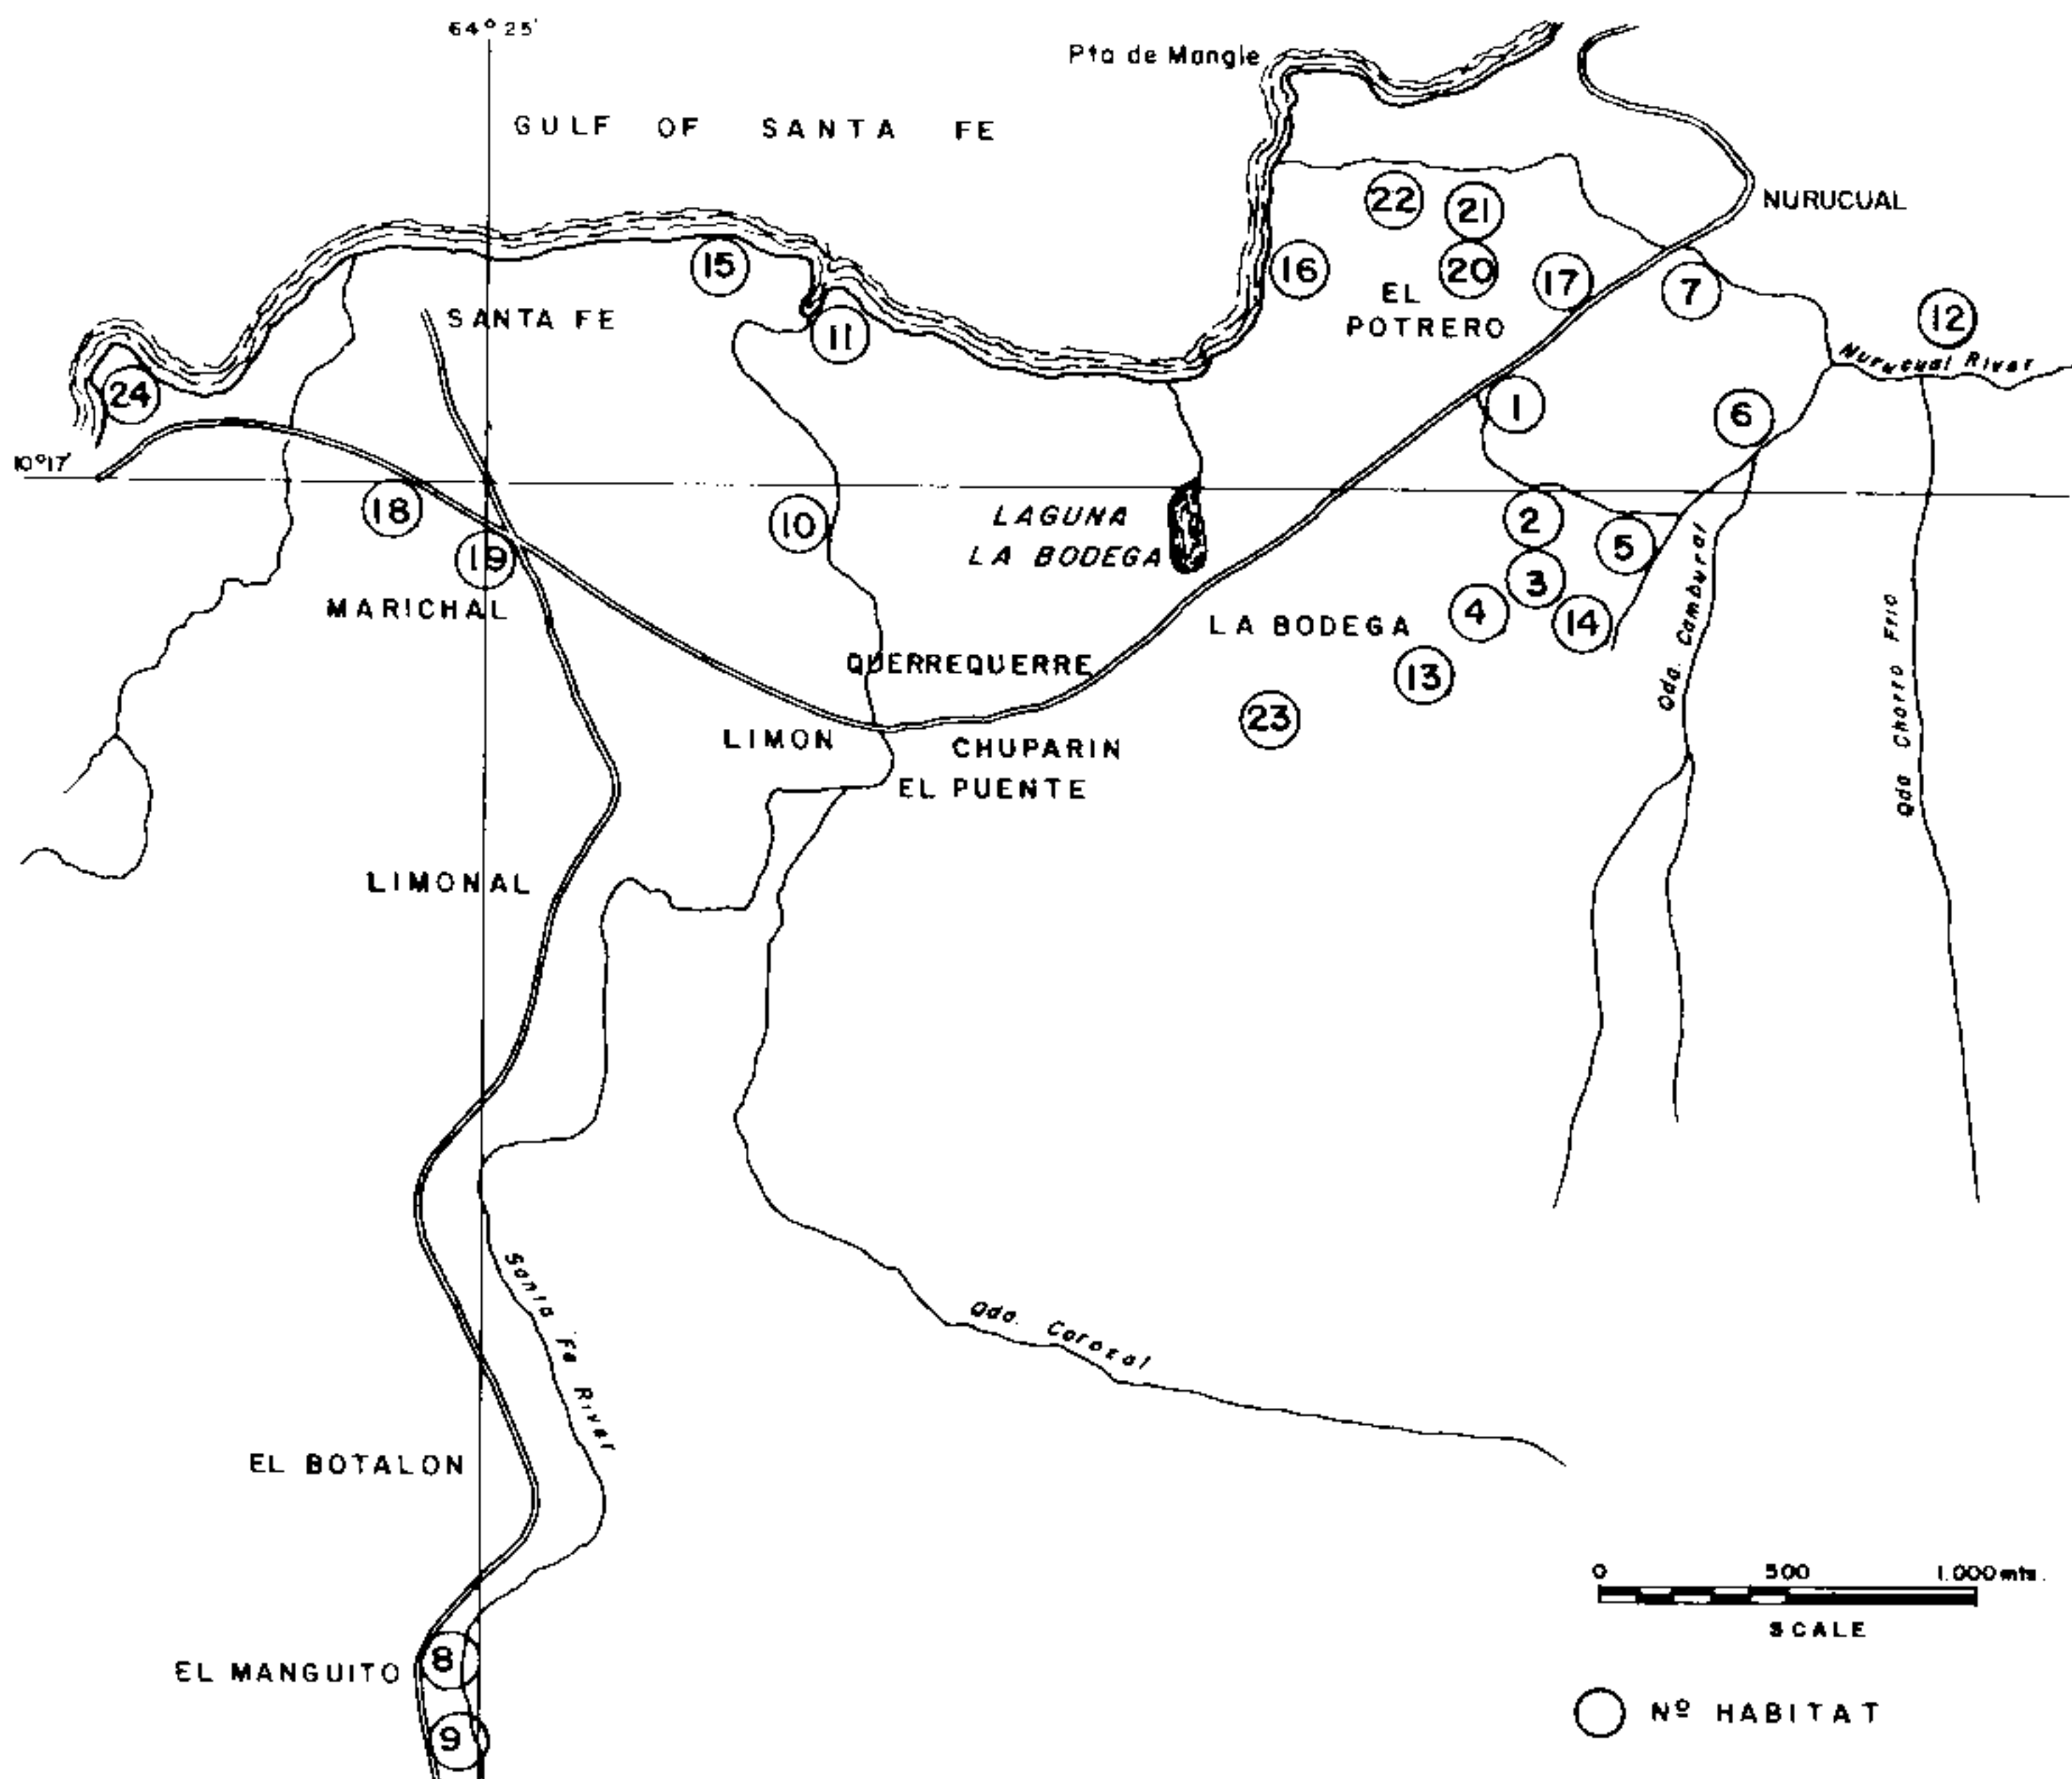 64° 25'
Pta de Mangle
GULF OF SANTA FE
NURUCUAL
22
21
15
16
20
17
7
EL
POTRERO
12
SANTA FE
11
Nurucual River
24
1
6
10°17'
18
10
LAGUNA
LA BODEGA
2
5
19
3
Qda. Cambural
MARICHAL
4
14
LA BODEGA
Qda Chorro Frio
QUERREQUERRE
13
23
LIMON
CHUPARIN
EL PUENTE
LIMONAL
Santa Fe River
Qda. Corozal
EL BOTALON
0 500 1.000 mts.
SCALE
8
EL MANGUITO
Nº HABITAT
9